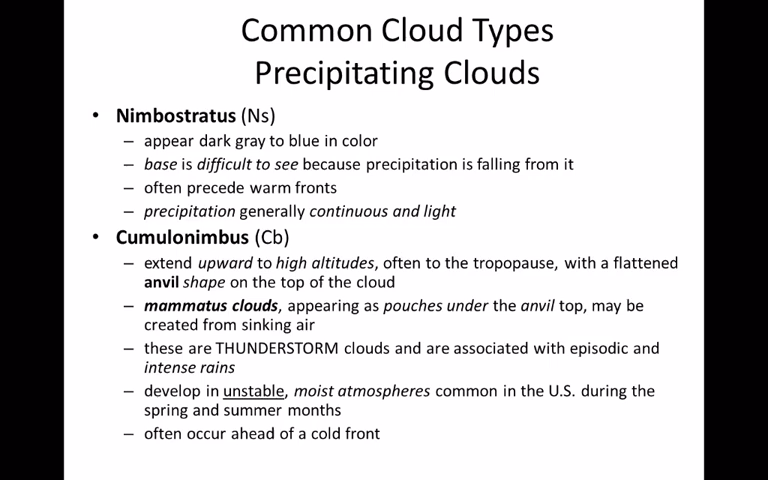 Common Cloud Types
Precipitating Clouds
• Nimbostratus (Ns)
– appear dark gray to blue in color
– base is difficult to see because precipitation is falling from it
– often precede warm fronts
– precipitation generally continuous and light
• Cumulonimbus (Cb)
– extend upward to high altitudes, often to the tropopause, with a flattened
anvil shape on the top of the cloud
– mammatus clouds, appearing as pouches under the anvil top, may be
created from sinking air
– these are THUNDERSTORM clouds and are associated with episodic and
intense rains
– develop in unstable, moist atmospheres common in the U.S. during the
spring and summer months
– often occur ahead of a cold front